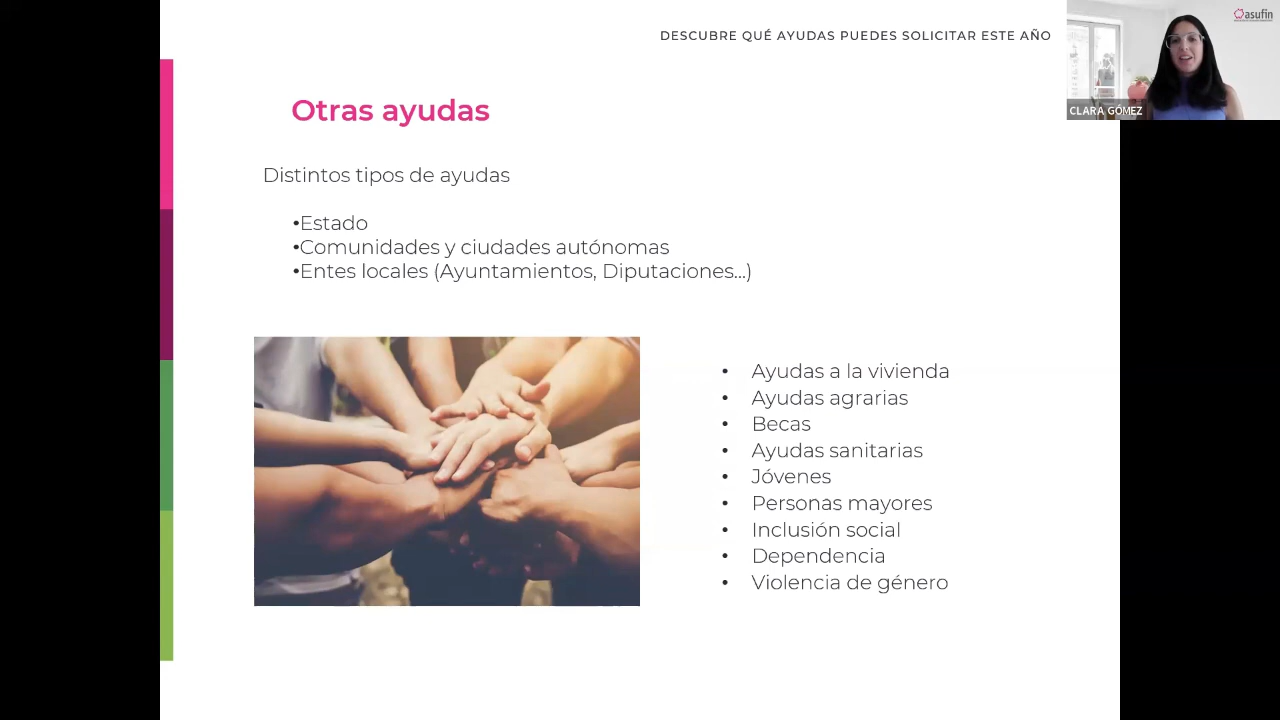 DESCUBRE QUÉ AYUDAS PUEDES SOLICITAR ESTE AÑO
asufin
CLARA GÓMEZ
Otras ayudas
Distintos tipos de ayudas
•Estado
•Comunidades y ciudades autónomas
•Entes locales (Ayuntamientos, Diputaciones...)
• Ayudas a la vivienda
• Ayudas agrarias
• Becas
• Ayudas sanitarias
• Jóvenes
• Personas mayores
• Inclusión social
• Dependencia
• Violencia de género